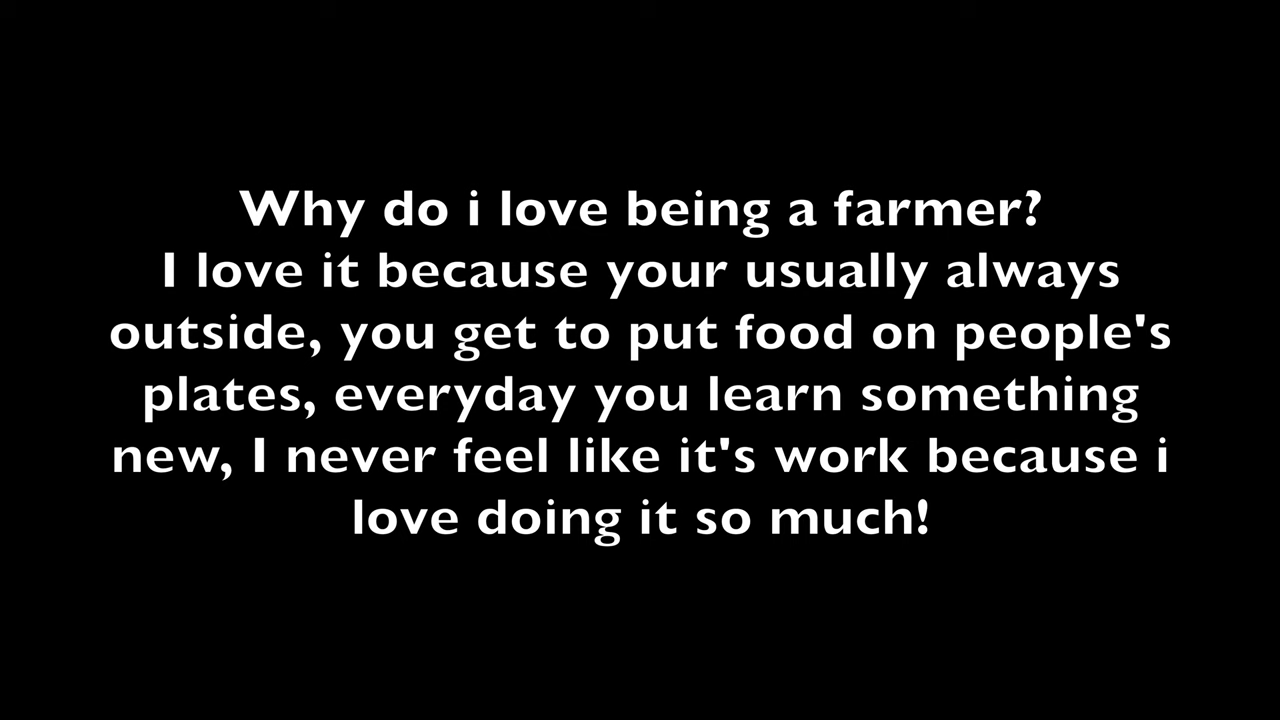 Why do i love being a farmer?
I love it because your usually always
outside, you get to put food on people's
plates, everyday you learn something
new, I never feel like it's work because i
love doing it so much!